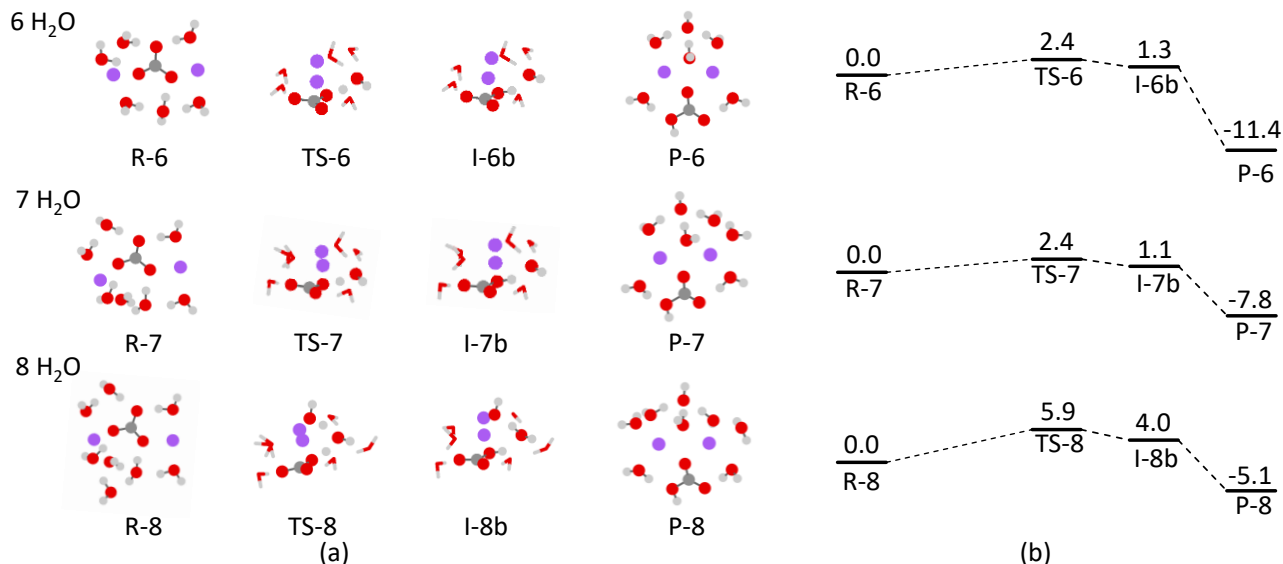 6 H2O
R-6
TS-6
I-6b
P-6
0.0
R-6
2.4
TS-6
1.3
I-6b
-11.4
P-6
7 H2O
R-7
TS-7
I-7b
P-7
0.0
R-7
2.4
TS-7
1.1
I-7b
-7.8
P-7
8 H2O
R-8
TS-8
I-8b
P-8
0.0
R-8
5.9
TS-8
4.0
I-8b
-5.1
P-8
(a)
(b)